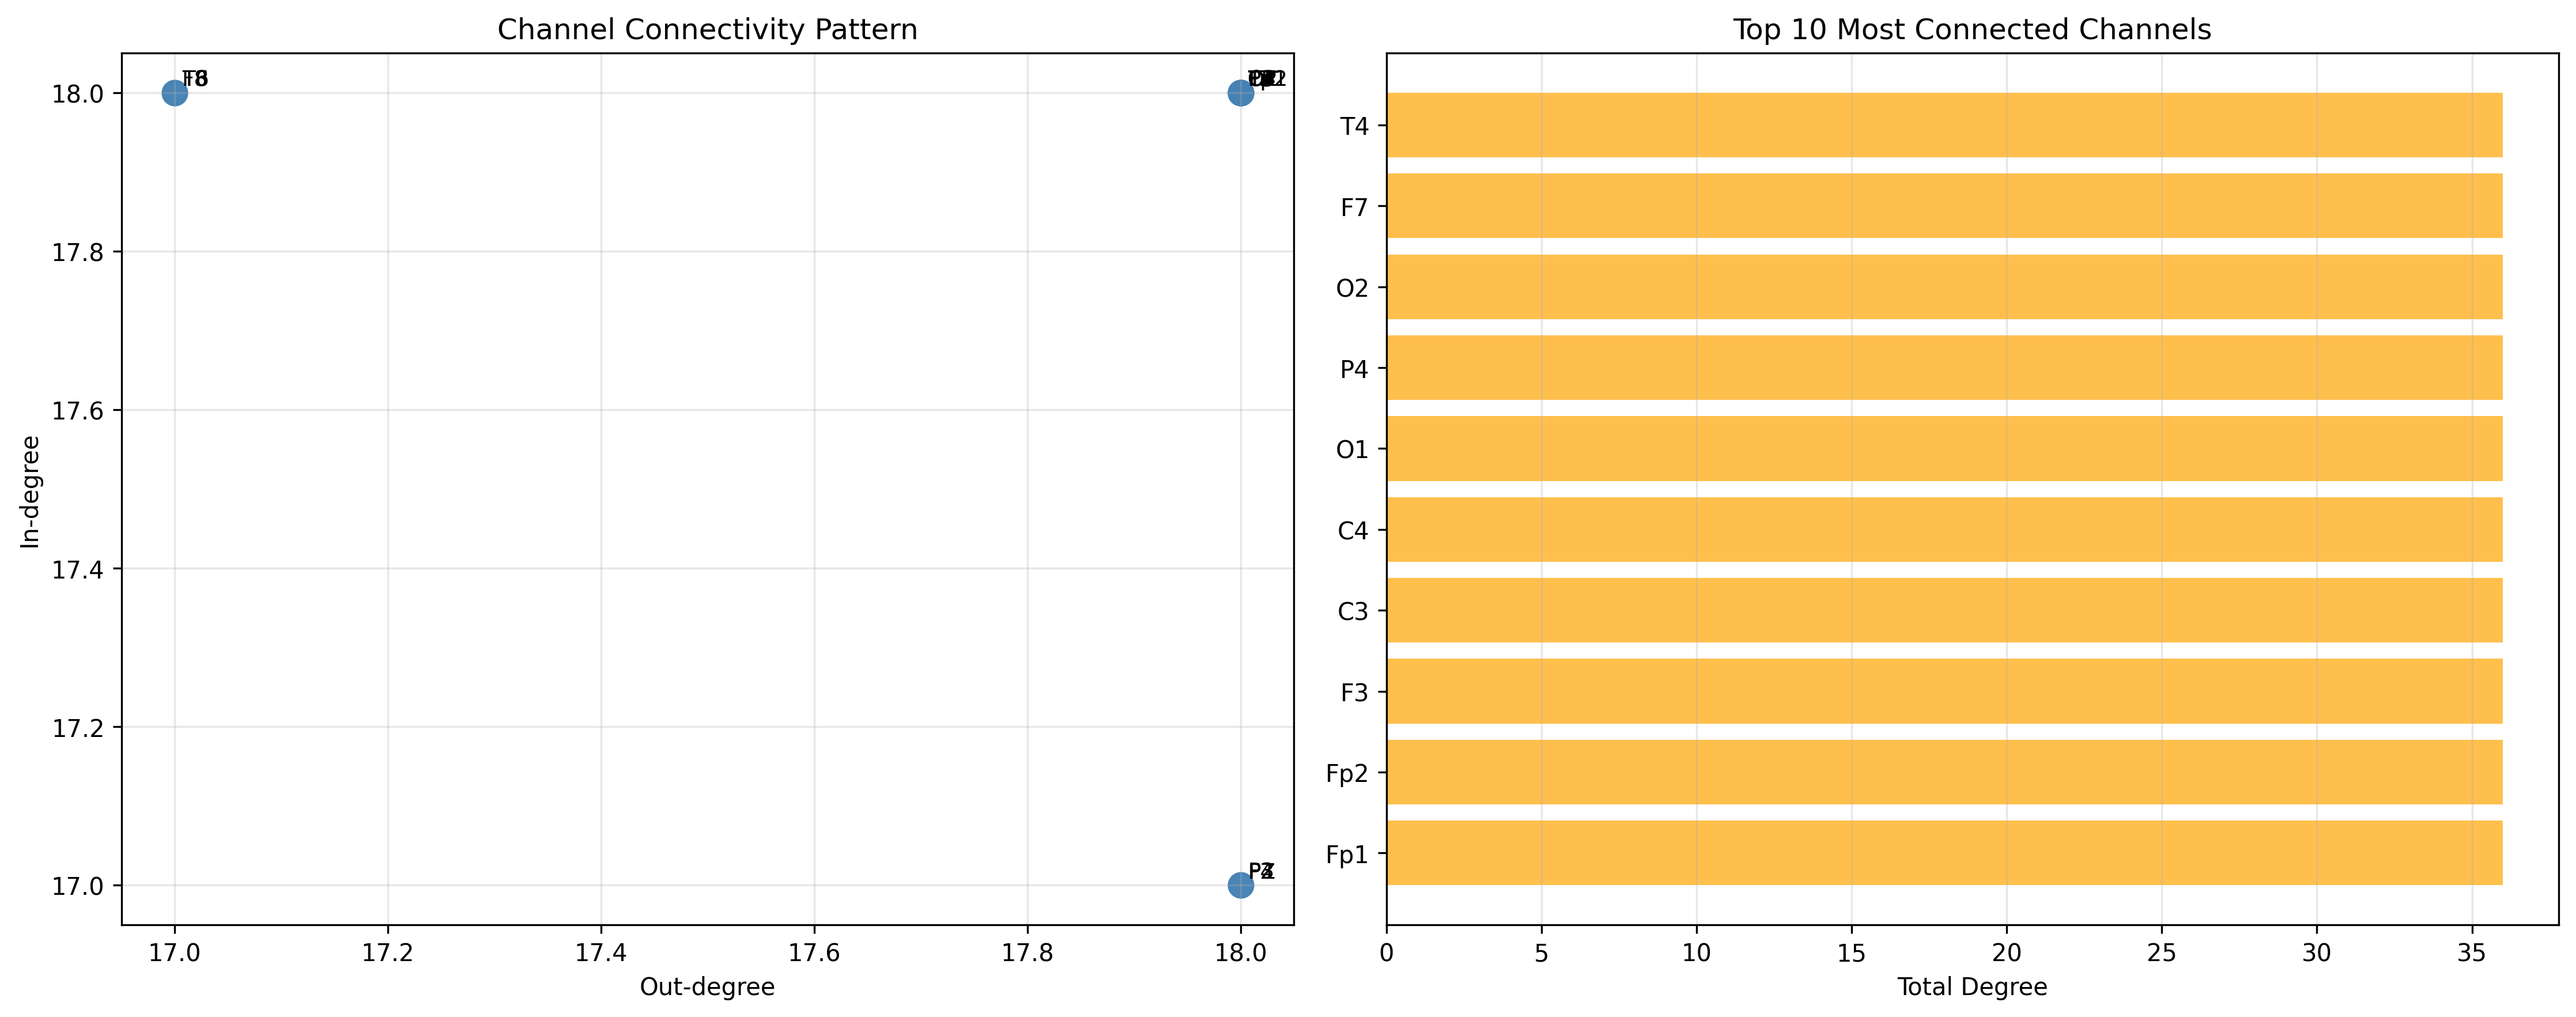 Channel Connectivity Pattern
18.0
17.8
17.6
17.4
17.2
17.0
In-degree
17.0 17.2 17.4 17.6 17.8 18.0
Out-degree
Top 10 Most Connected Channels
T4
F7
O2
P4
O1
C4
C3
F3
Fp2
Fp1
0 5 10 15 20 25 30 35
Total Degree